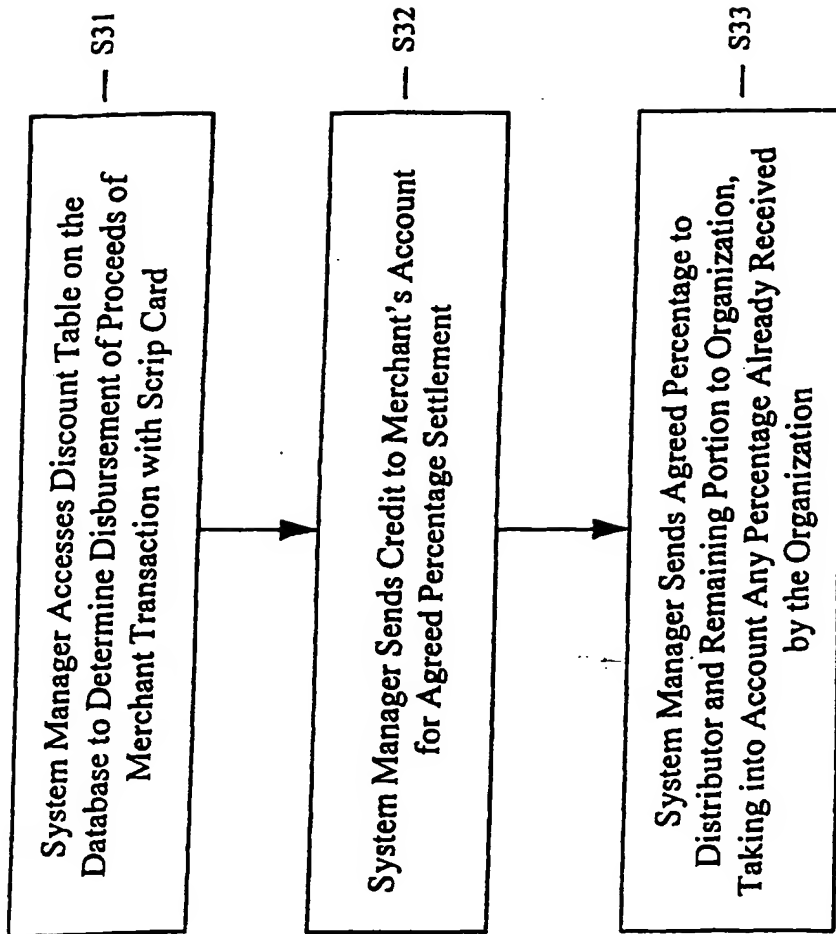 System Manager Accesses Discount Table on the
Database to Determine Disbursement of Proceeds of
Merchant Transaction with Scrip Card
— S31
System Manager Sends Credit to Merchant's Account
for Agreed Percentage Settlement
— S32
System Manager Sends Agreed Percentage to
Distributor and Remaining Portion to Organization,
Taking into Account Any Percentage Already Received
by the Organization
— S33